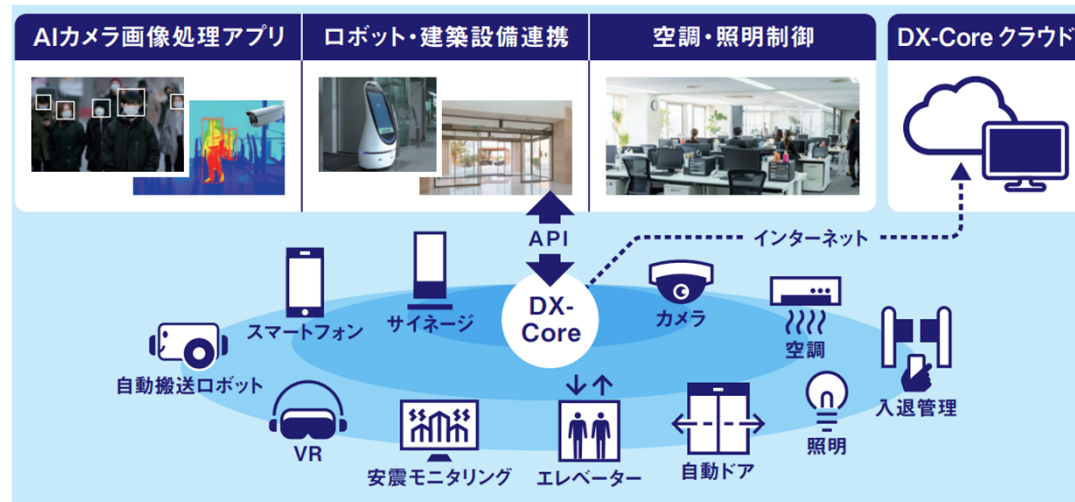 AIカメラ画像処理アプリ
ロボット・建築設備連携
空調・照明制御
DX-Core クラウド
API
インターネット
DX-
Core
スマートフォン
サイネージ
カメラ
空調
自動搬送ロボット
入退管理
VR
安震モニタリング
エレベーター
自動ドア
照明